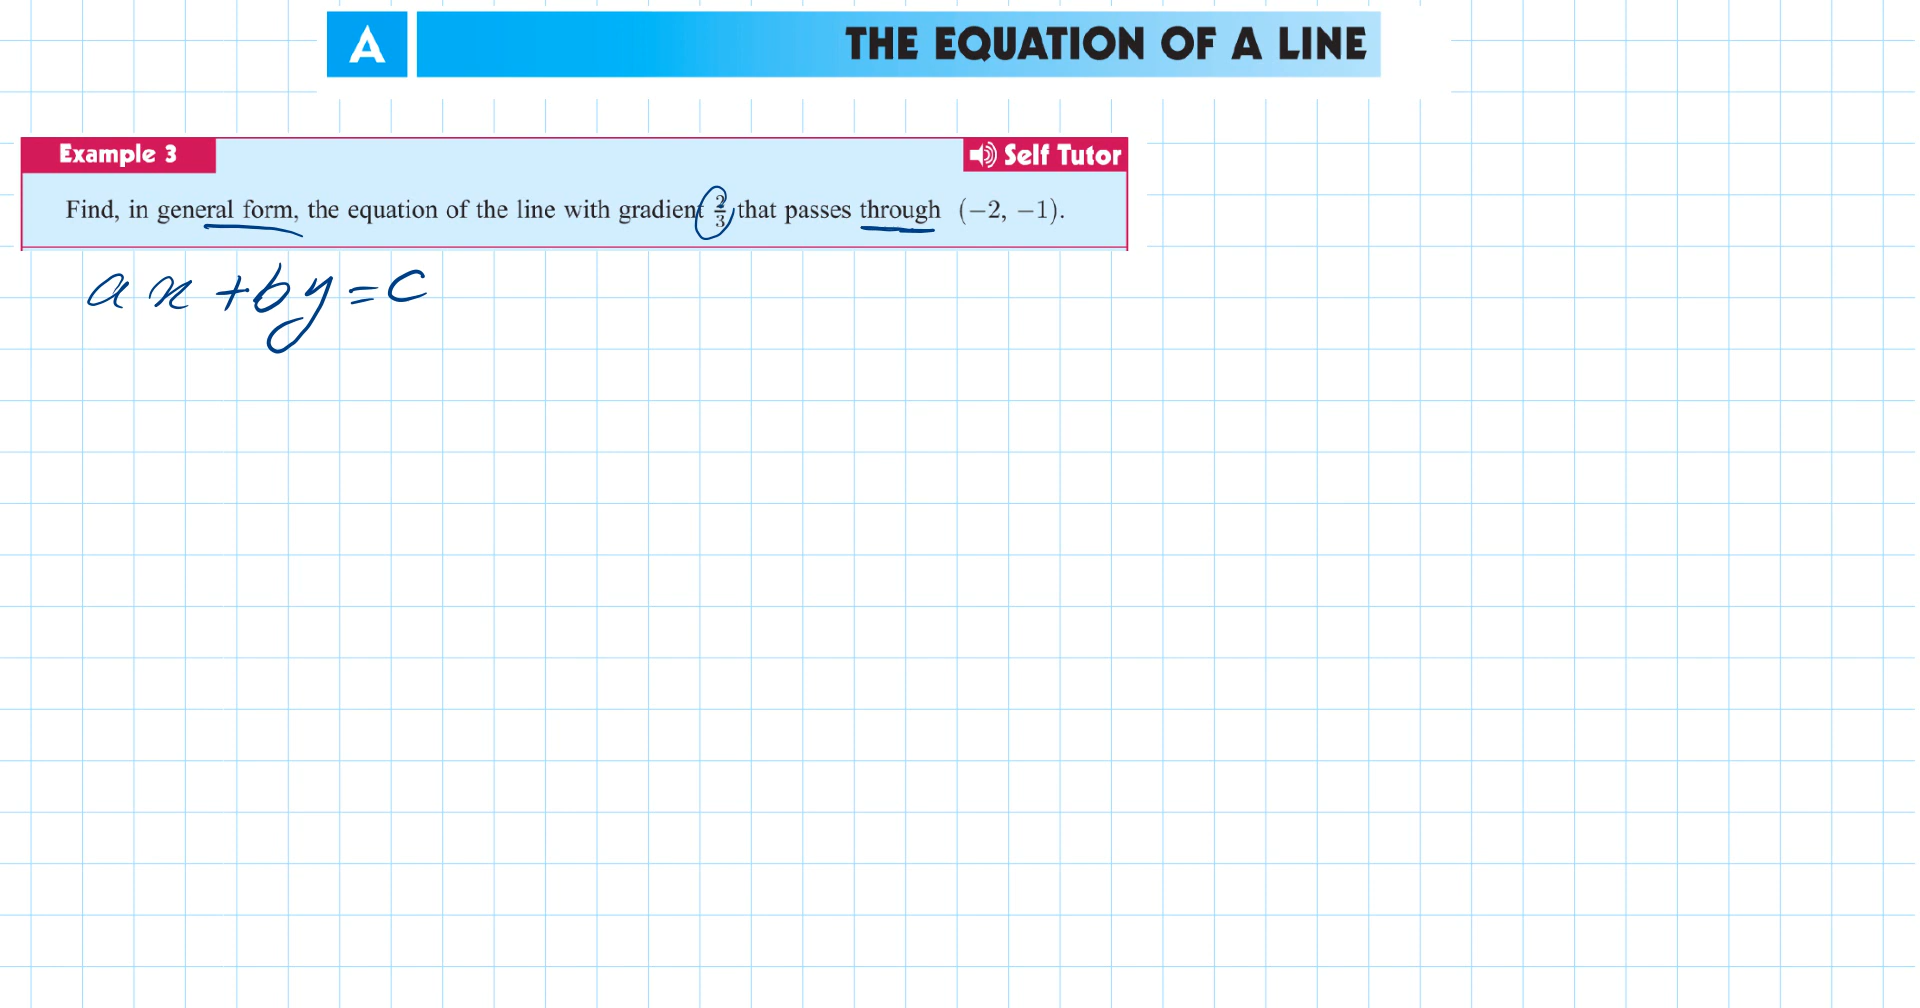 A THE EQUATION OF A LINE
Example 3 Self Tutor
Find, in general form, the equation of the line with gradient 2/3 that passes through (−2, −1).
ax + by = c